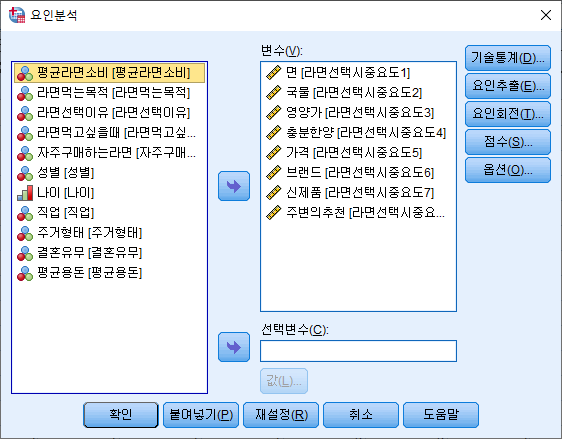 요인분석
평균라면소비 [평균라면소비]
라면먹는목적 [라면먹는목적]
라면선택이유 [라면선택이유]
라면먹고싶을때 [라면먹고싶...
자주구매하는라면 [자주구매...
성별 [성별]
나이 [나이]
직업 [직업]
주거형태 [주거형태]
결혼유무 [결혼유무]
평균용돈 [평균용돈]
변수(V):
면 [라면선택시중요도1]
국물 [라면선택시중요도2]
영양가 [라면선택시중요도3]
충분한양 [라면선택시중요도4]
가격 [라면선택시중요도5]
브랜드 [라면선택시중요도6]
신제품 [라면선택시중요도7]
주변의추천 [라면선택시중요...
선택변수(C):
값(L)...
기술통계(D)...
요인추출(E)...
요인회전(T)...
점수(S)...
옵션(O)...
확인 붙여넣기(P) 재설정(R) 취소 도움말